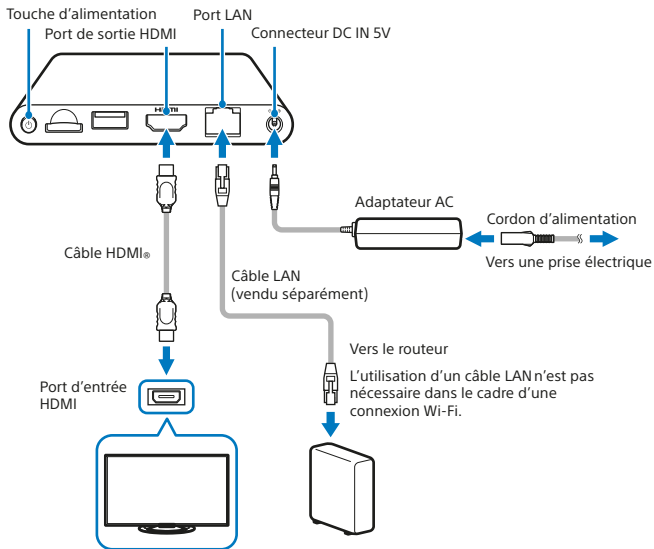 Touche d'alimentation
Port LAN
Port de sortie HDMI
Connecteur DC IN 5V
HDMI
Adaptateur AC
Cordon d'alimentation
Câble HDMI®
Vers une prise électrique
Câble LAN
(vendu séparément)
Vers le routeur
L'utilisation d'un câble LAN n'est pas
nécessaire dans le cadre d'une
connexion Wi-Fi.
Port d'entrée
HDMI